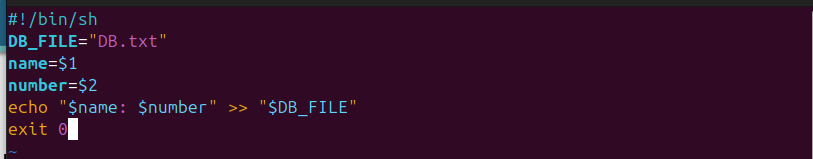 #!/bin/sh
DB_FILE="DB.txt"
name=$1
number=$2
echo "$name: $number" >> "$DB_FILE"
exit 0
~